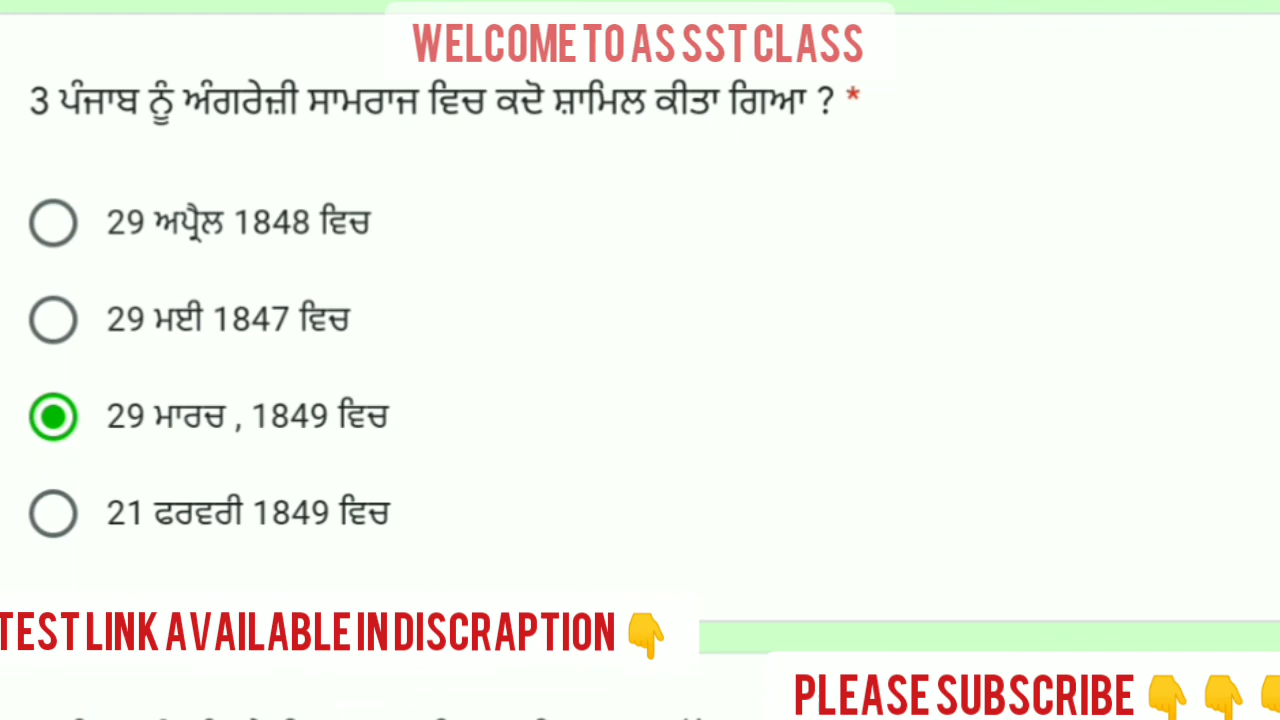 WELCOME TO AS SST CLASS
3 ਪੰਜਾਬ ਨੂੰ ਅੰਗਰੇਜ਼ੀ ਸਾਮਰਾਜ ਵਿਚ ਕਦੋ ਸ਼ਾਮਿਲ ਕੀਤਾ ਗਿਆ ? *
29 ਅਪ੍ਰੈਲ 1848 ਵਿਚ
29 ਮਈ 1847 ਵਿਚ
29 ਮਾਰਚ , 1849 ਵਿਚ
21 ਫਰਵਰੀ 1849 ਵਿਚ
TEST LINK AVAILABLE IN DISCRAPTION 👇
PLEASE SUBSCRIBE 👇👇👇